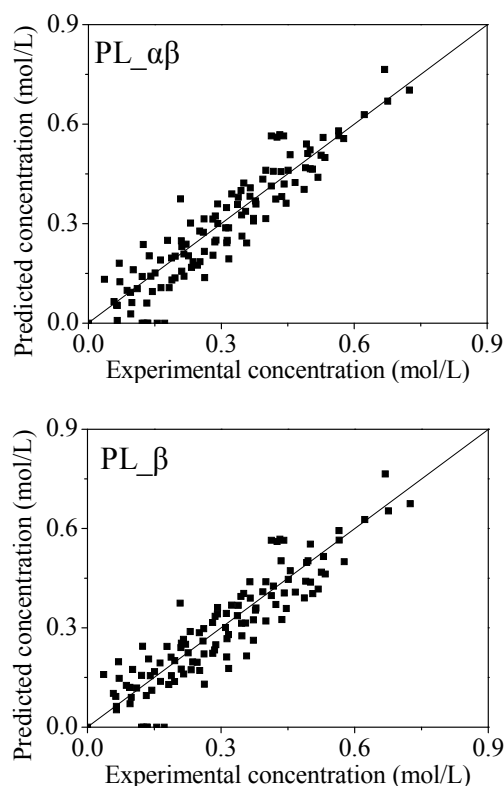 PL_αβ
Predicted concentration (mol/L)
0.9
0.6
0.3
0.0
0.0 0.3 0.6 0.9
Experimental concentration (mol/L)
PL_β
Predicted concentration (mol/L)
0.9
0.6
0.3
0.0
0.0 0.3 0.6 0.9
Experimental concentration (mol/L)